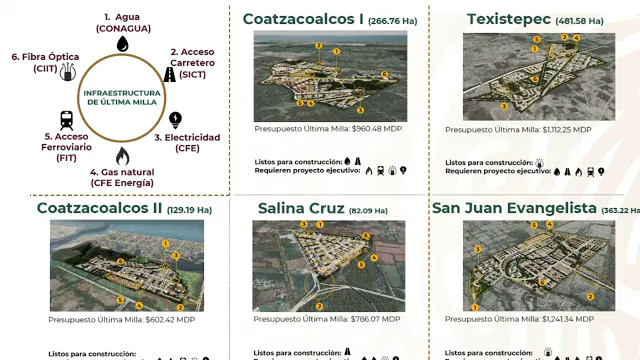 1. Agua
(CONAGUA)
6. Fibra Óptica
(CIIT)
2. Acceso
Carretero
(SICT)
INFRAESTRUCTURA
DE ÚLTIMA MILLA
5. Acceso
Ferroviario
(FIT)
3. Electricidad
(CFE)
4. Gas natural
(CFE Energía)
Coatzacoalcos I (266.76 Ha)
Presupuesto Última Milla: $960.48 MDP
Listos para construcción:
Requieren proyecto ejecutivo:
Texistepec (481.58 Ha)
Presupuesto Última Milla: $1,112.25 MDP
Listos para construcción:
Requieren proyecto ejecutivo:
Coatzacoalcos II (129.19 Ha)
Presupuesto Última Milla: $602.42 MDP
Listos para construcción:
Salina Cruz (82.09 Ha)
Presupuesto Última Milla: $786.07 MDP
Listos para construcción:
San Juan Evangelista (363.22 Ha
Presupuesto Última Milla: $1,241.34 MDP
Listos para construcción: